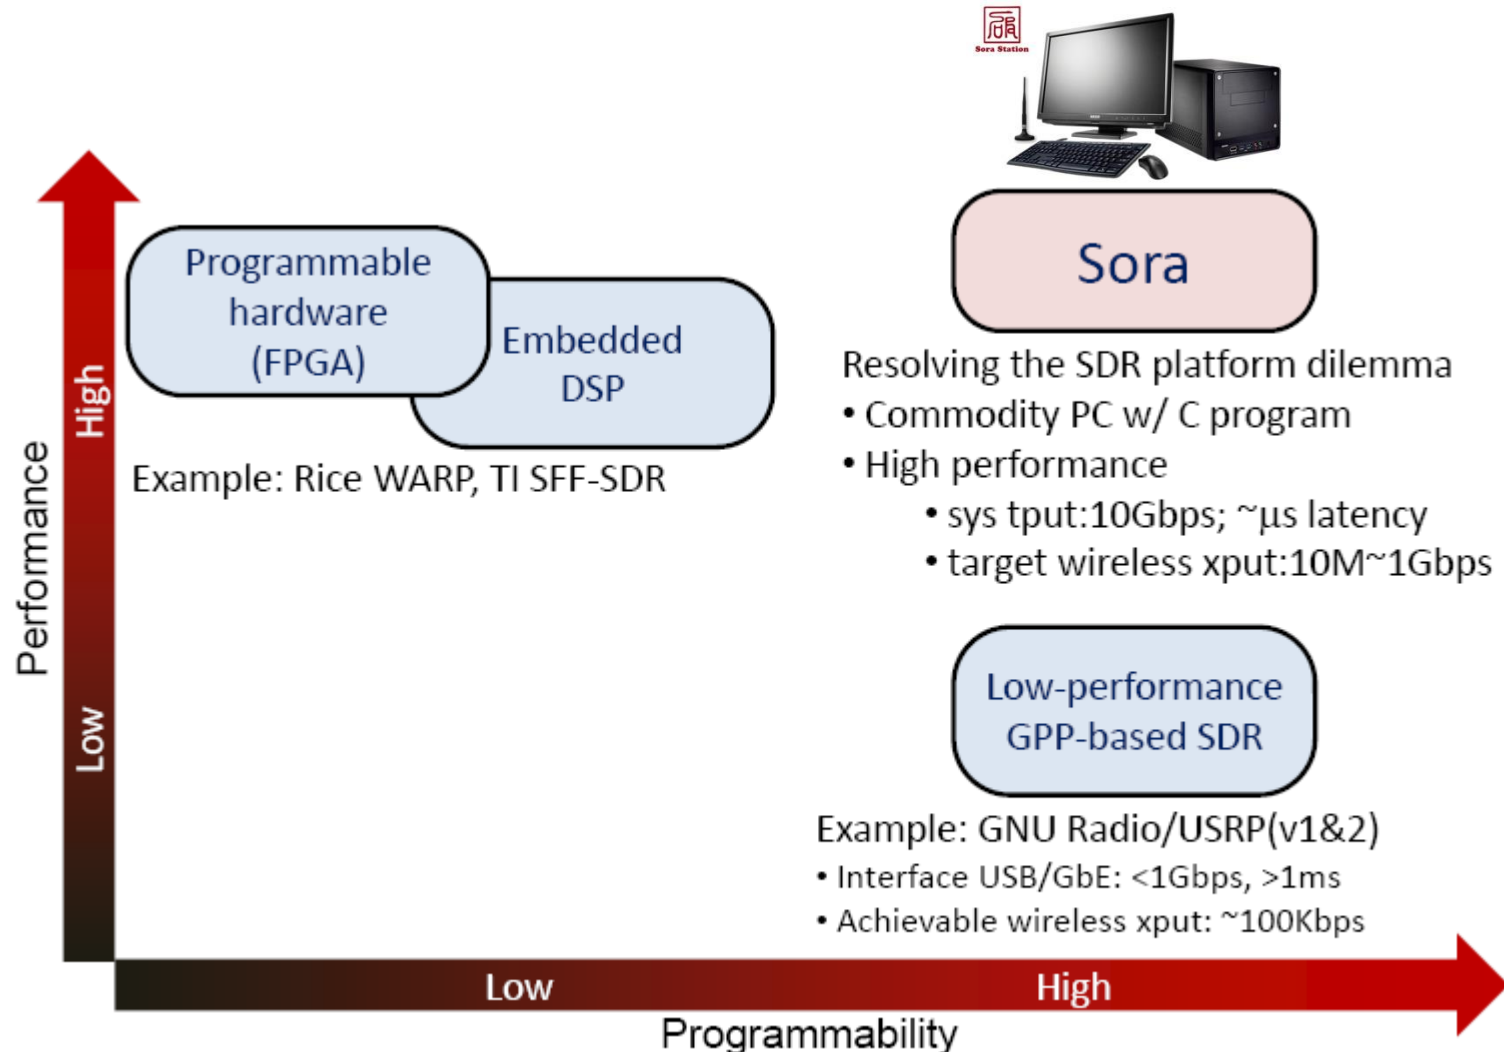 Sora Station
Programmable
hardware
(FPGA)
Embedded
DSP
Example: Rice WARP, TI SFF-SDR
Sora
Resolving the SDR platform dilemma
• Commodity PC w/ C program
• High performance
• sys tput:10Gbps; ~µs latency
• target wireless xput:10M~1Gbps
Low-performance
GPP-based SDR
Example: GNU Radio/USRP(v1&2)
• Interface USB/GbE: <1Gbps, >1ms
• Achievable wireless xput: ~100Kbps
Performance
High
Low
Low
High
Programmability